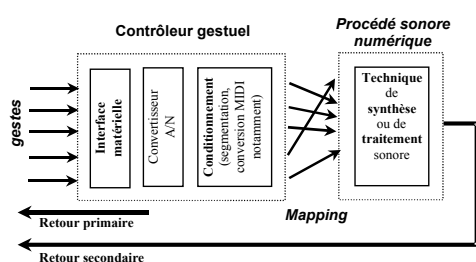 Contrôleur gestuel
Procédé sonore
numérique
gestes
Interface
matérielle
Convertisseur
A/N
Conditionnement
(segmentation,
conversion MIDI
notamment)
Technique
de
synthèse
ou de
traitement
sonore
Mapping
Retour primaire
Retour secondaire